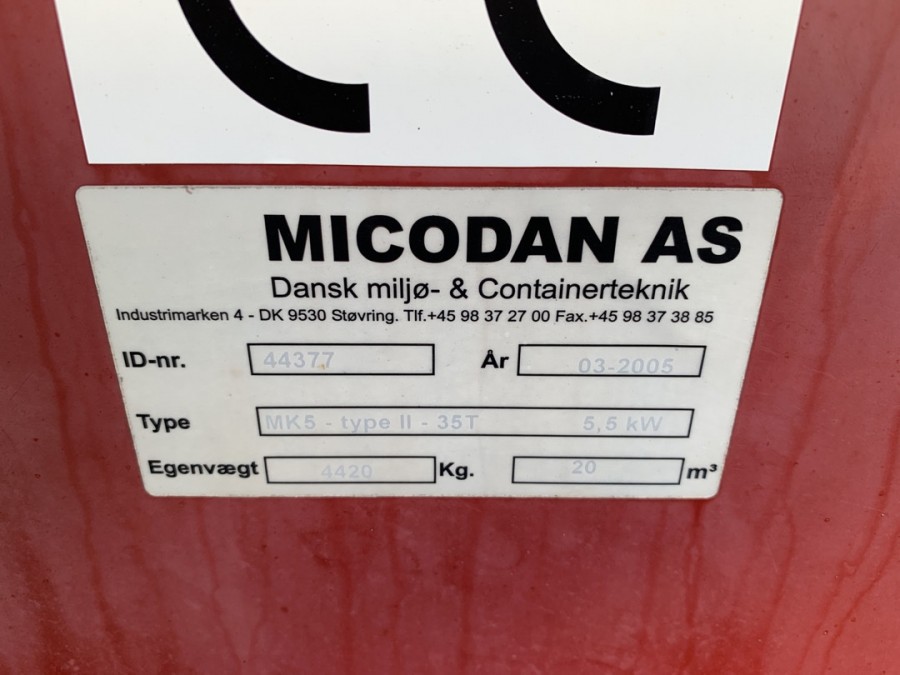 MICODAN AS
Dansk miljø- & Containerteknik
Industrimarken 4 - DK 9530 Støvring. Tlf.+45 98 37 27 00 Fax.+45 98 37 38 85
ID-nr. 44377 År 03-2005
Type MK5 - type II - 35T 5,5 kW
Egenvægt 4420 Kg. 20 m³